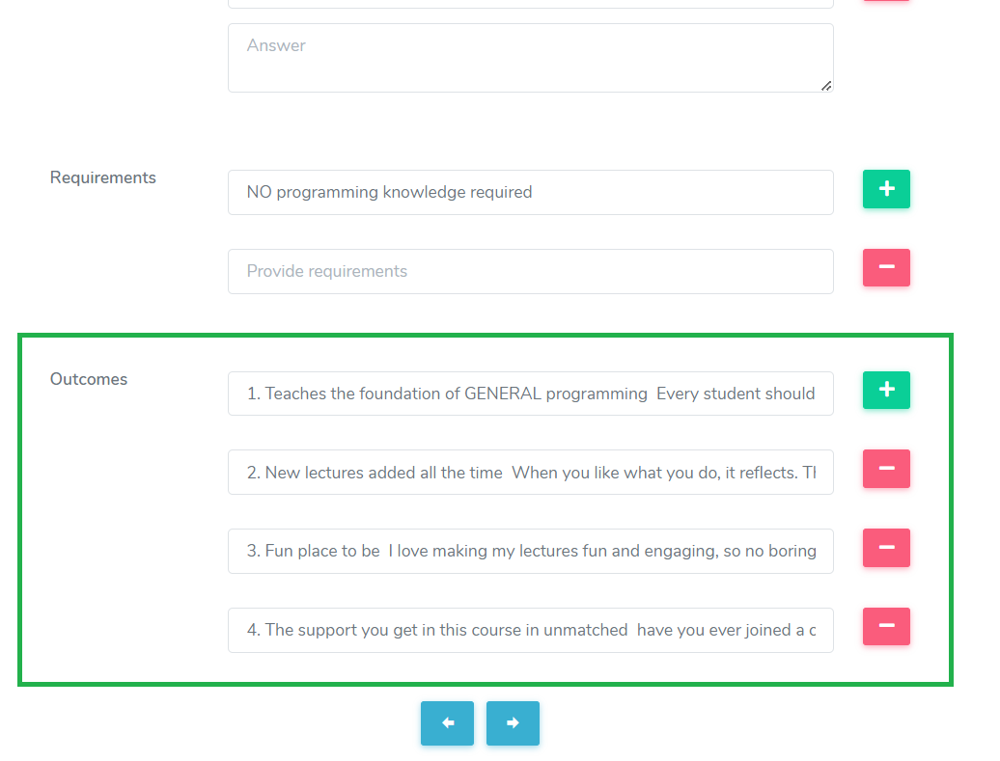 Answer
Requirements
NO programming knowledge required
Provide requirements
Outcomes
1. Teaches the foundation of GENERAL programming  Every student should
2. New lectures added all the time  When you like what you do, it reflects.
3. Fun place to be  I love making my lectures fun and engaging, so no boring
4. The support you get in this course in unmatched  have you ever joined a